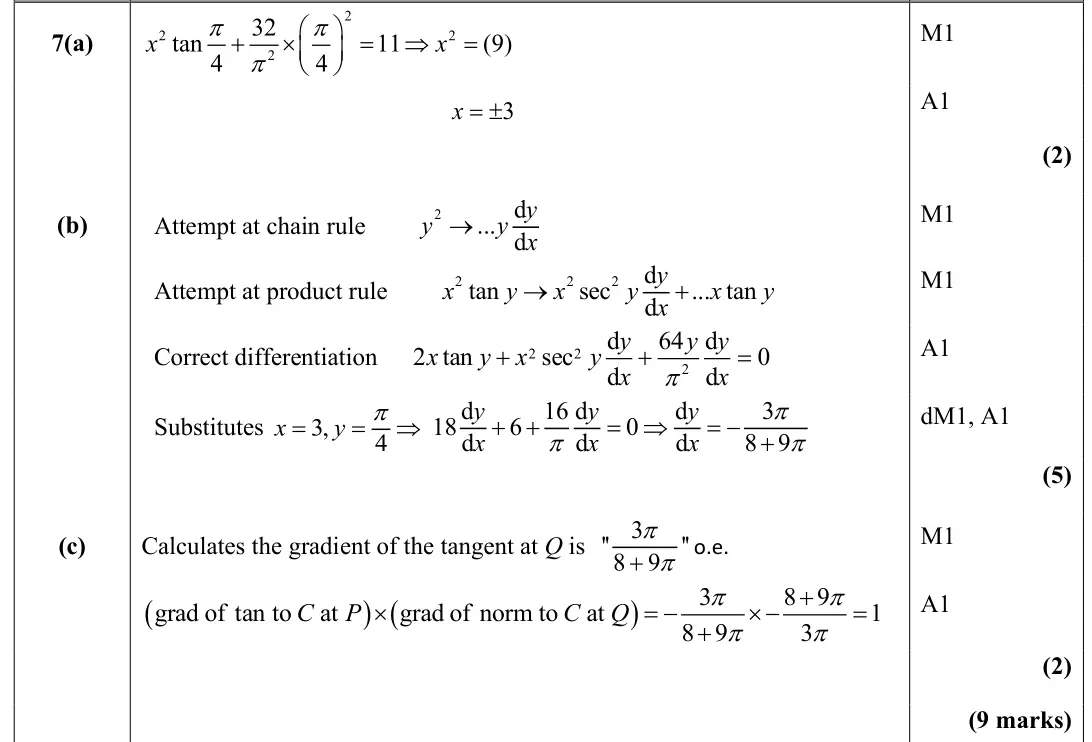 7(a) x² tan π/4 + 32/π² × (π/4)² = 11 ⇒ x² = (9) M1
x = ±3 A1
(2)
(b) Attempt at chain rule y² → ...y dy/dx M1
Attempt at product rule x² tan y → x² sec² y dy/dx + ...x tan y M1
Correct differentiation 2x tan y + x² sec² y dy/dx + 64y/π² dy/dx = 0 A1
Substitutes x = 3, y = π/4 ⇒ 18 dy/dx + 6 + 16/π dy/dx = 0 ⇒ dy/dx = − 3π/(8 + 9π) dM1, A1
(5)
(c) Calculates the gradient of the tangent at Q is " 3π/(8 + 9π) " o.e. M1
(grad of tan to C at P) × (grad of norm to C at Q) = − 3π/(8 + 9π) × − (8 + 9π)/3π = 1 A1
(2)
(9 marks)